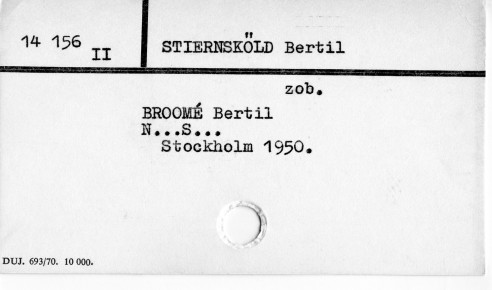 14 156 II
STIERNSKÖLD Bertil
zob.
BROOMÉ Bertil
N...S...
Stockholm 1950.
DUJ. 693/70. 10 000.